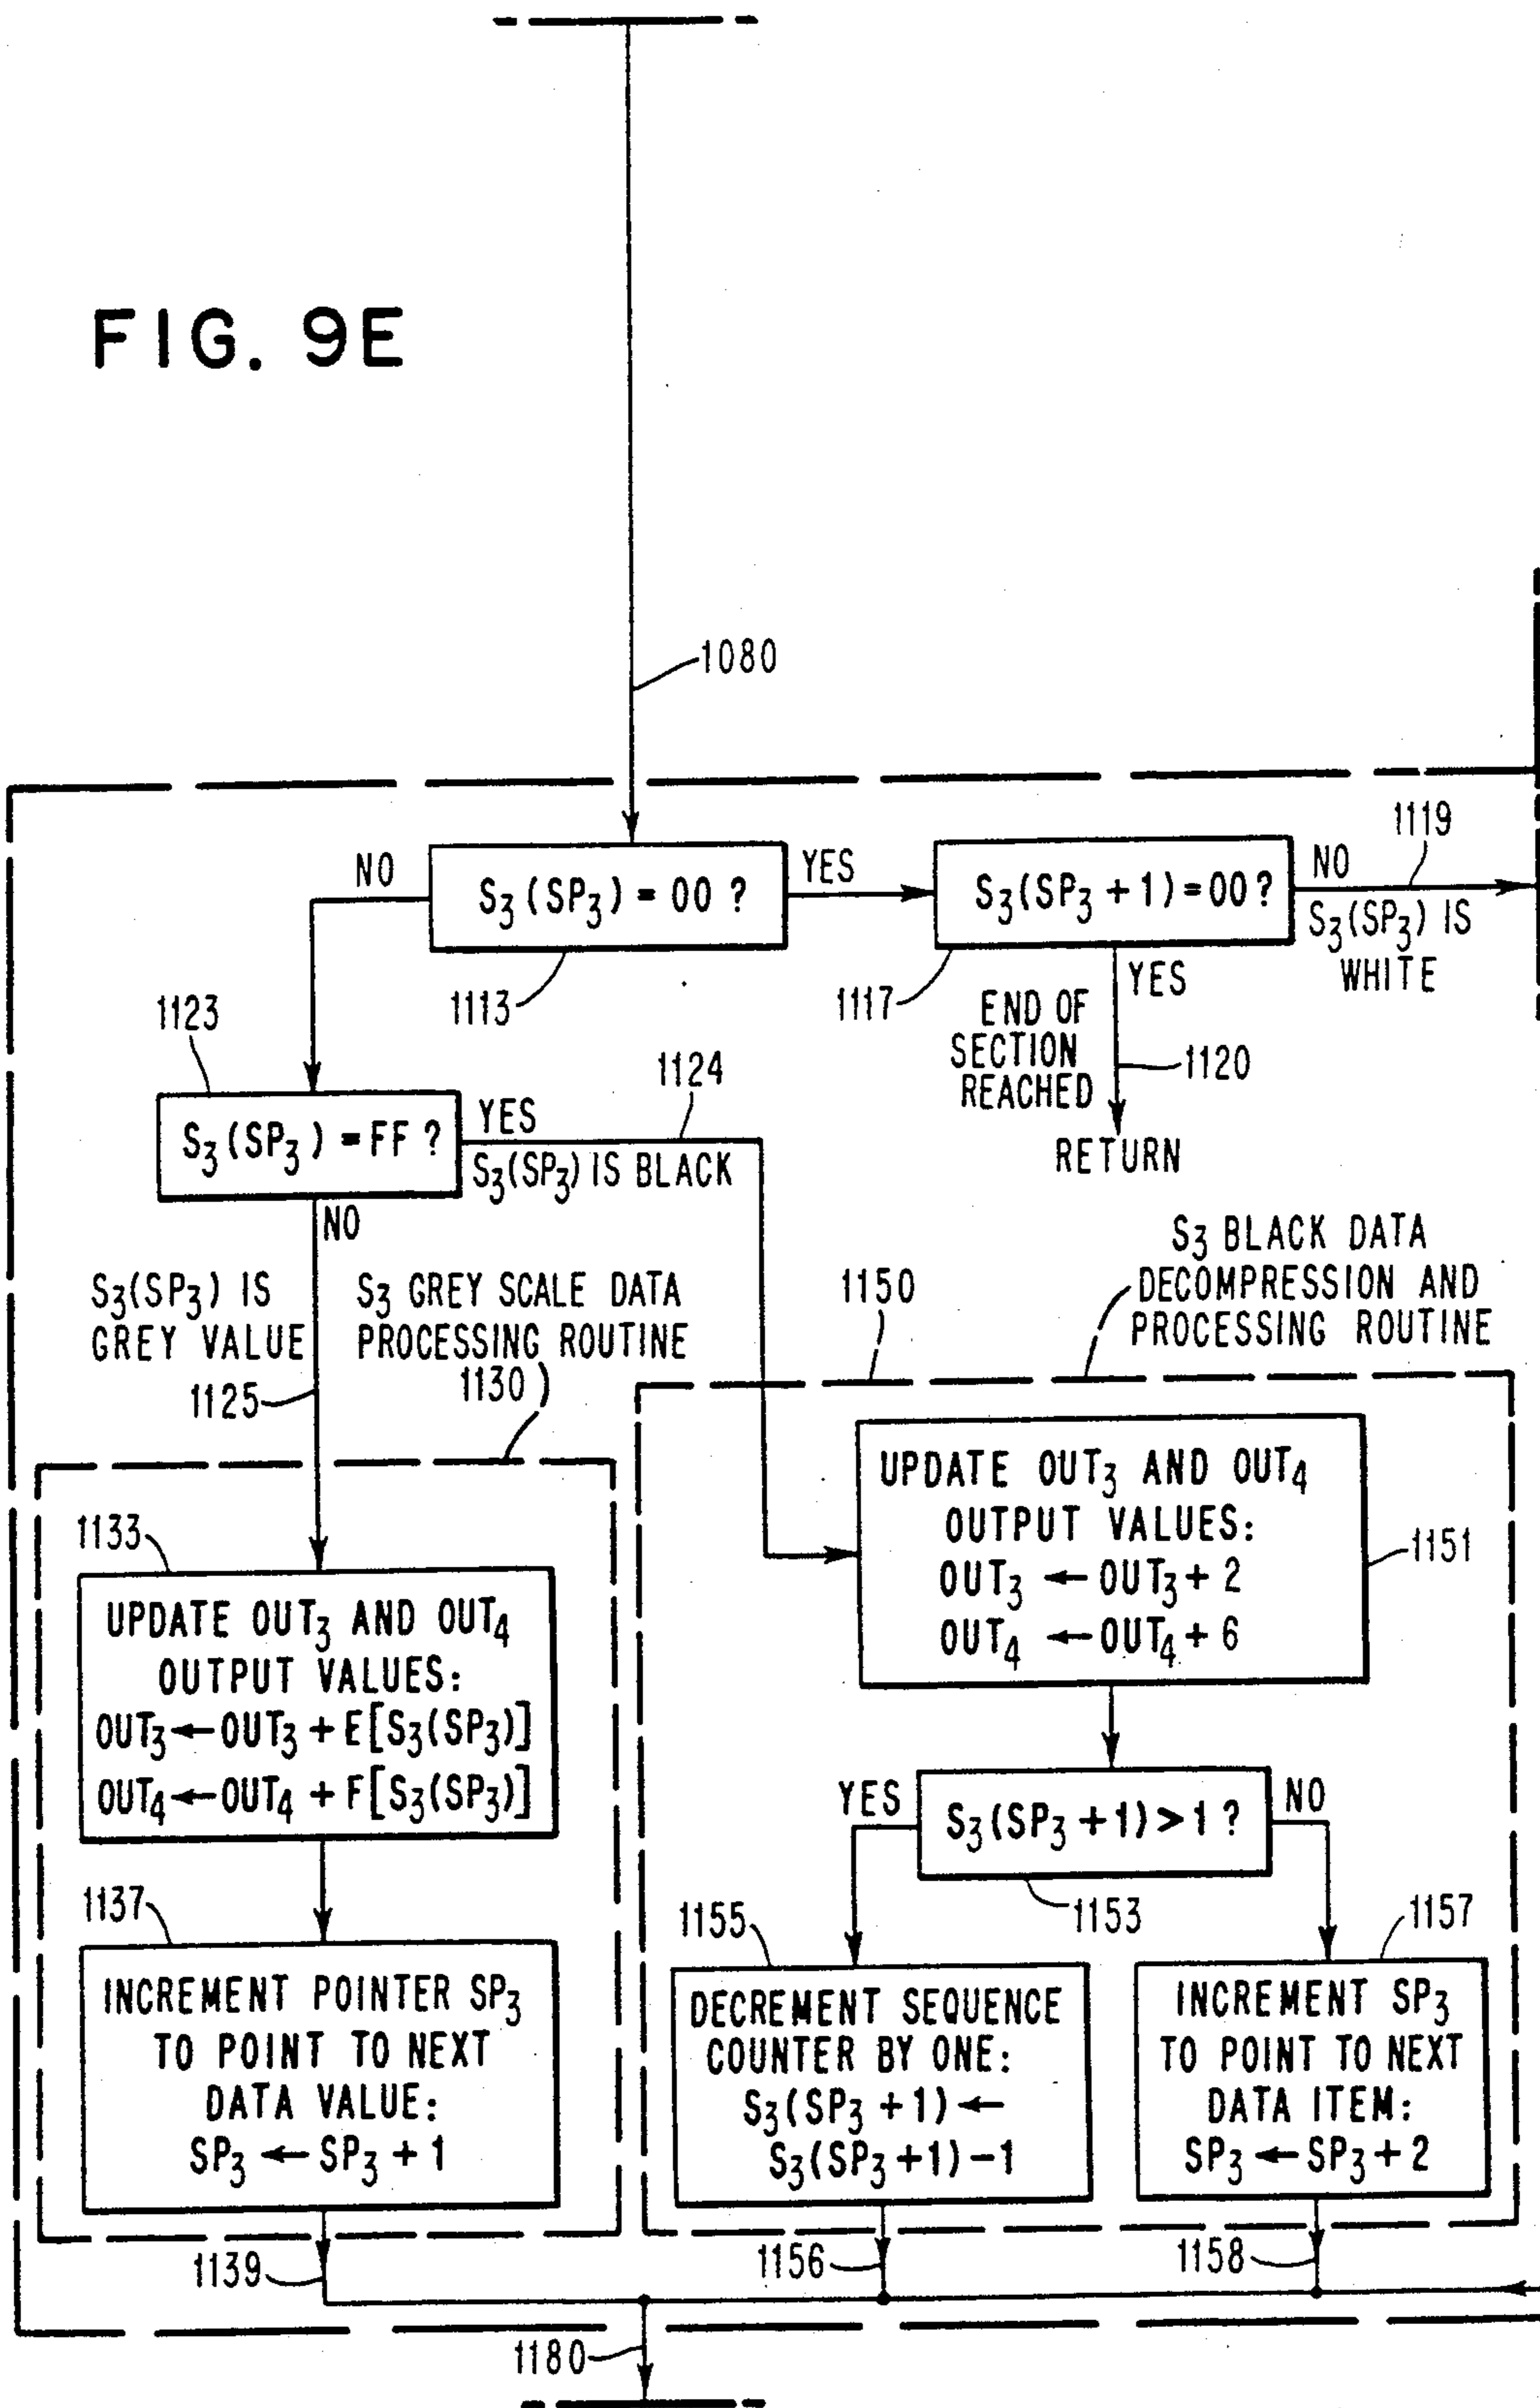 FIG. 9E
1080
NO
S3(SP3) = 00 ?
YES
S3(SP3 + 1) = 00 ?
NO
1119
S3(SP3) IS
WHITE
1113
1117
YES
END OF
SECTION
REACHED
1120
RETURN
1123
S3(SP3) = FF ?
YES
1124
S3(SP3) IS BLACK
NO
S3(SP3) IS
GREY VALUE
1125
S3 GREY SCALE DATA
PROCESSING ROUTINE
1130
1150
S3 BLACK DATA
DECOMPRESSION AND
PROCESSING ROUTINE
1133
UPDATE OUT3 AND OUT4
OUTPUT VALUES:
OUT3 ← OUT3 + E[S3(SP3)]
OUT4 ← OUT4 + F[S3(SP3)]
1137
INCREMENT POINTER SP3
TO POINT TO NEXT
DATA VALUE:
SP3 ← SP3 + 1
1139
UPDATE OUT3 AND OUT4
OUTPUT VALUES:
OUT3 ← OUT3 + 2
OUT4 ← OUT4 + 6
1151
YES
S3(SP3 + 1) > 1 ?
NO
1153
1155
DECREMENT SEQUENCE
COUNTER BY ONE:
S3(SP3 + 1) ←
S3(SP3 + 1) - 1
1156
1157
INCREMENT SP3
TO POINT TO NEXT
DATA ITEM:
SP3 ← SP3 + 2
1158
1180